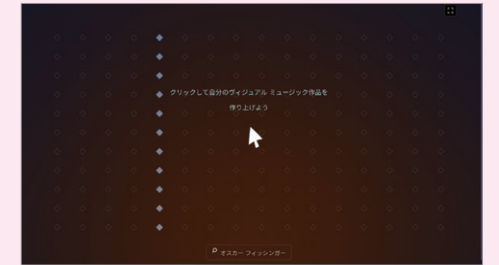 クリックして自分のヴィジュアル ミュージック作品を
作り上げよう
オスカー フィッシンガー